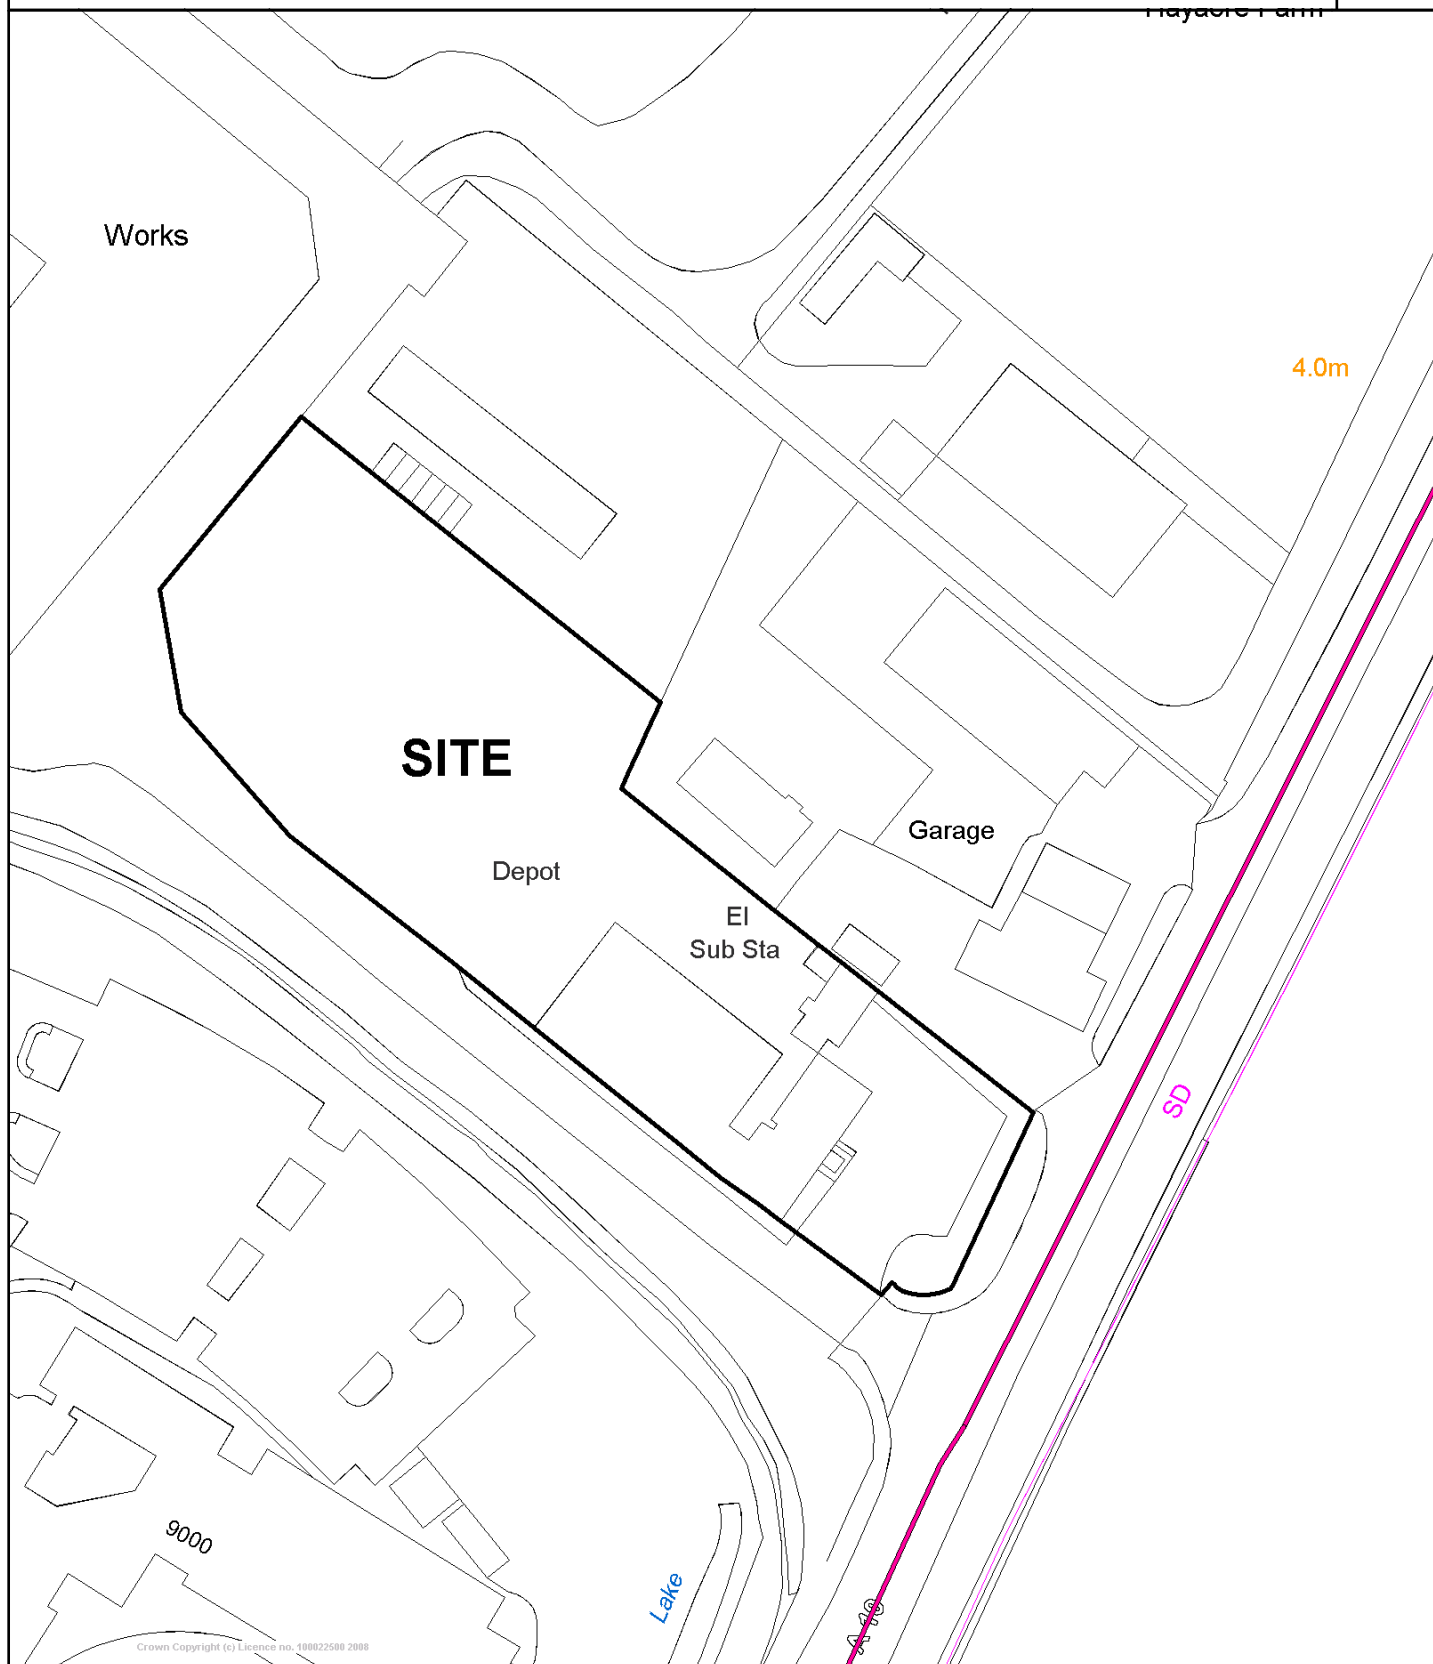 Works
4.0m
SITE
Garage
Depot
El
Sub Sta
SD
9000
Lake
Crown Copyright (c) Licence no. 100022500 2008